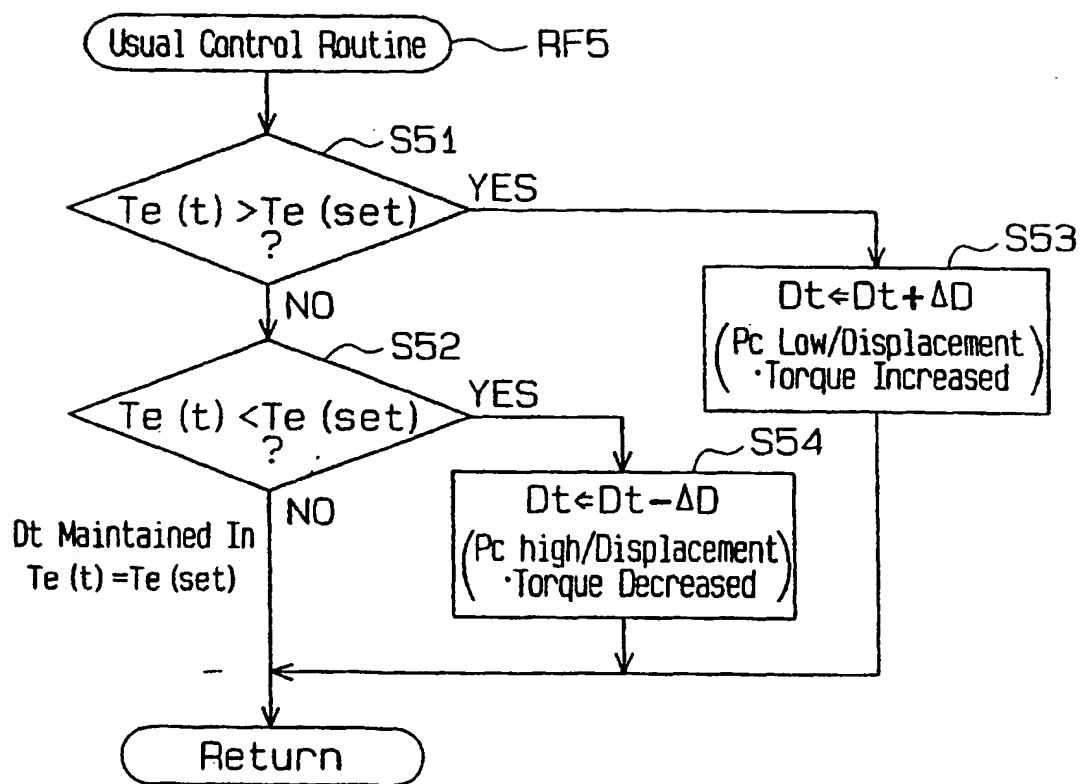 Usual Control Routine
RF5
S51
Te (t) >Te (set)
?
YES
NO
S53
Dt⇐Dt+ΔD
(Pc Low/Displacement
·Torque Increased)
S52
Te (t) <Te (set)
?
YES
NO
S54
Dt⇐Dt-ΔD
(Pc high/Displacement
·Torque Decreased)
Dt Maintained In
Te (t) =Te (set)
Return